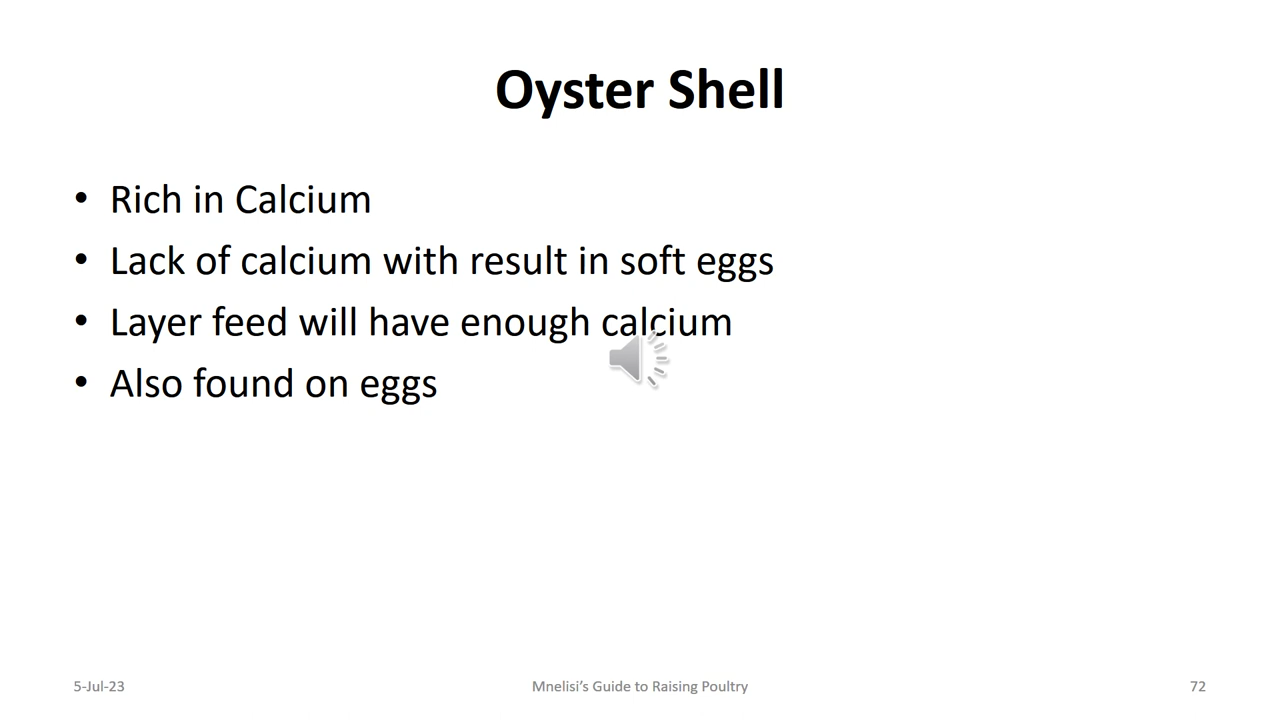 Oyster Shell
• Rich in Calcium
• Lack of calcium with result in soft eggs
• Layer feed will have enough calcium
• Also found on eggs
5-Jul-23
Mnelisi’s Guide to Raising Poultry
72